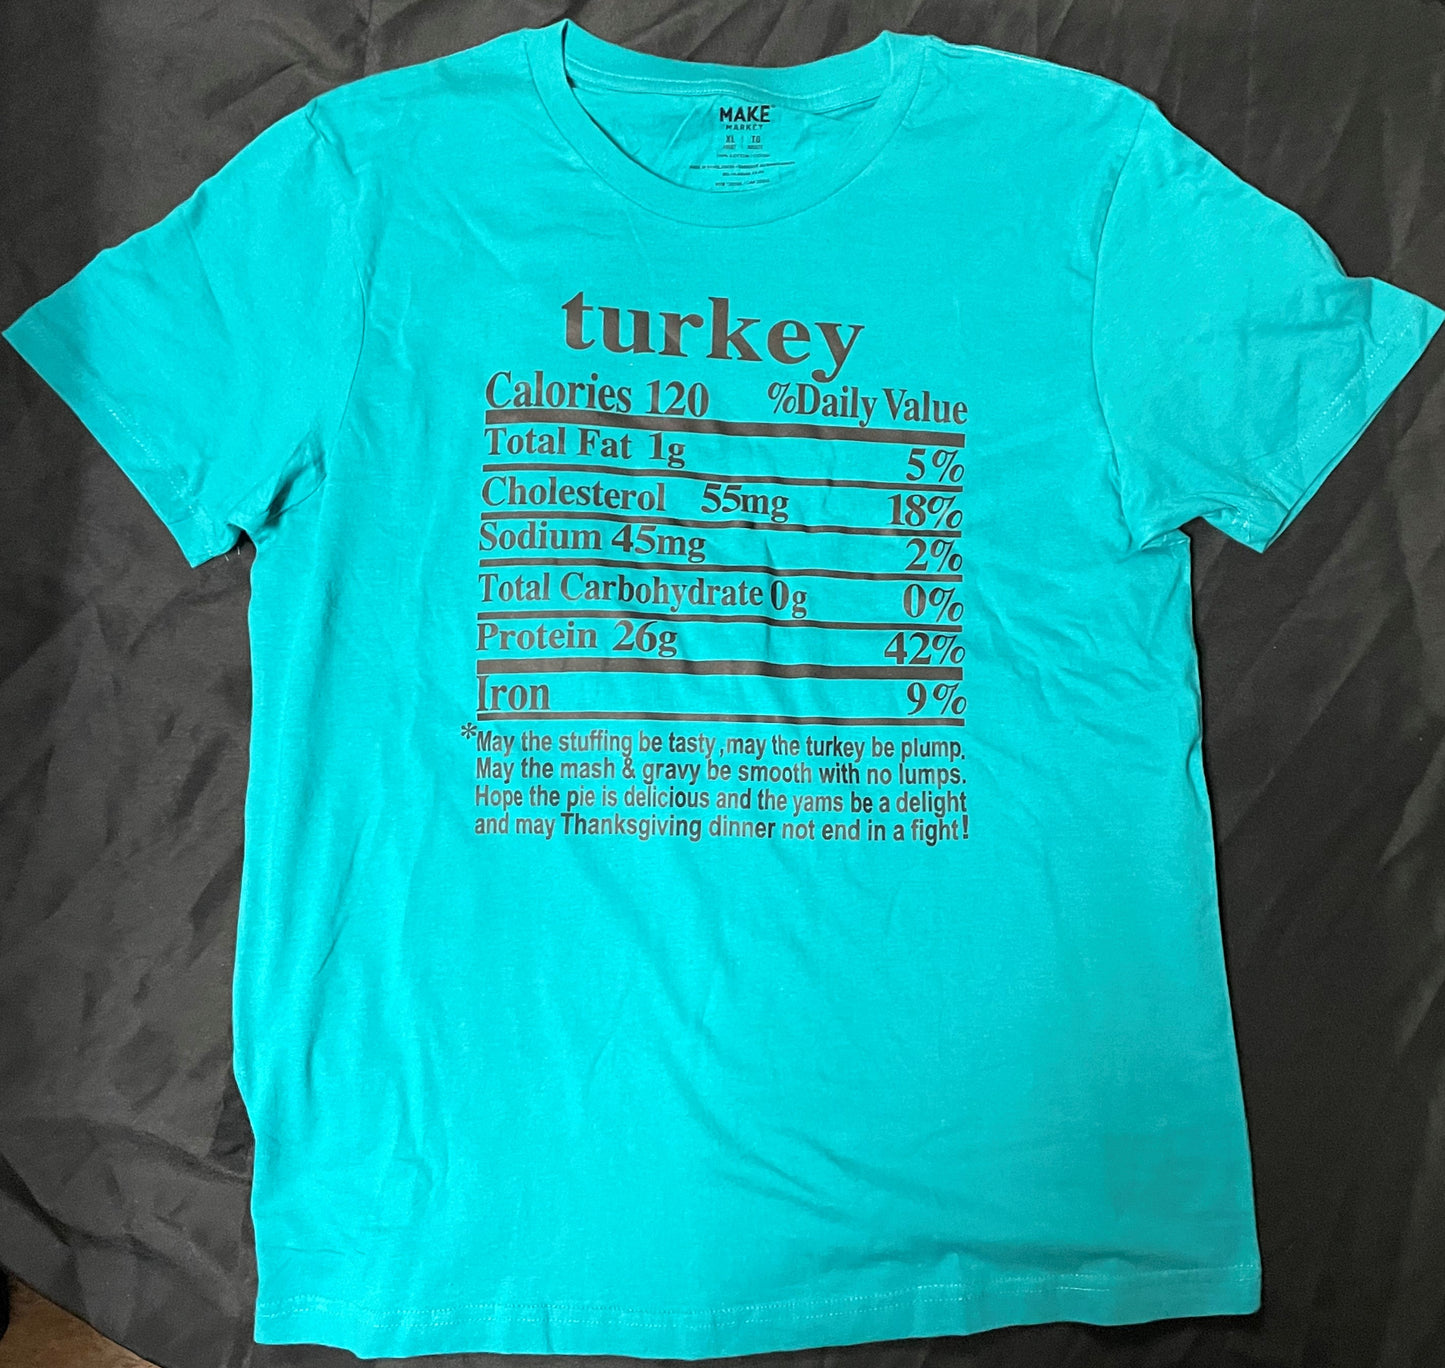 MAKE
MARKET
XL | TG
turkey
Calories 120 %Daily Value
Total Fat 1g 5%
Cholesterol 55mg 18%
Sodium 45mg 2%
Total Carbohydrate 0g 0%
Protein 26g 42%
Iron 9%
*May the stuffing be tasty,may the turkey be plump.
May the mash & gravy be smooth with no lumps.
Hope the pie is delicious and the yams be a delight
and may Thanksgiving dinner not end in a fight!